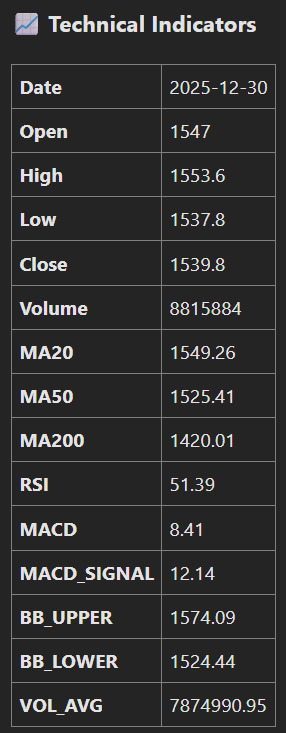 📈 Technical Indicators
Date 2025-12-30
Open 1547
High 1553.6
Low 1537.8
Close 1539.8
Volume 8815884
MA20 1549.26
MA50 1525.41
MA200 1420.01
RSI 51.39
MACD 8.41
MACD_SIGNAL 12.14
BB_UPPER 1574.09
BB_LOWER 1524.44
VOL_AVG 7874990.95